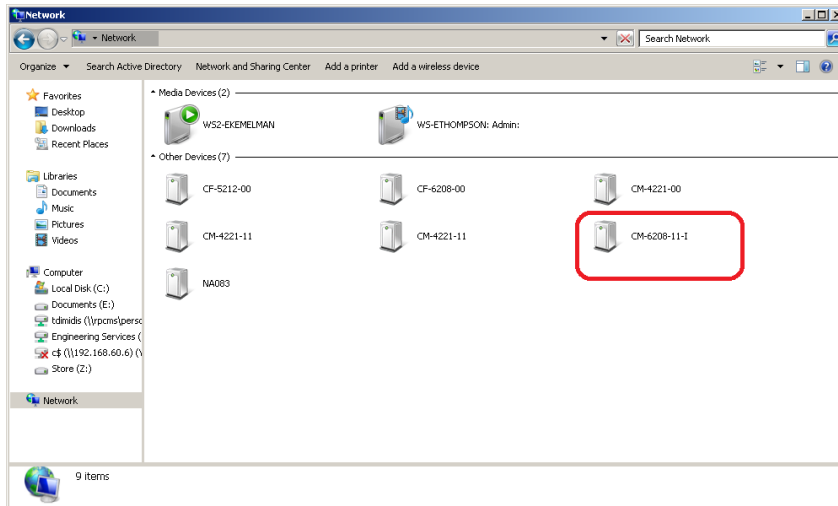 Network
Network
Search Network
Organize Search Active Directory Network and Sharing Center Add a printer Add a wireless device
Favorites
Desktop
Downloads
Recent Places
Libraries
Documents
Music
Pictures
Videos
Computer
Local Disk (C:)
Documents (E:)
tdimidis (\\rpcms\persc
Engineering Services (
c$ (\\192.168.60.6) (
Store (Z:)
Network
Media Devices (2)
WS2-EKEMELMAN
WS-ETHOMPSON: Admin:
Other Devices (7)
CF-5212-00
CF-6208-00
CM-4221-00
CM-4221-11
CM-4221-11
CM-6208-11-I
NA083
9 items